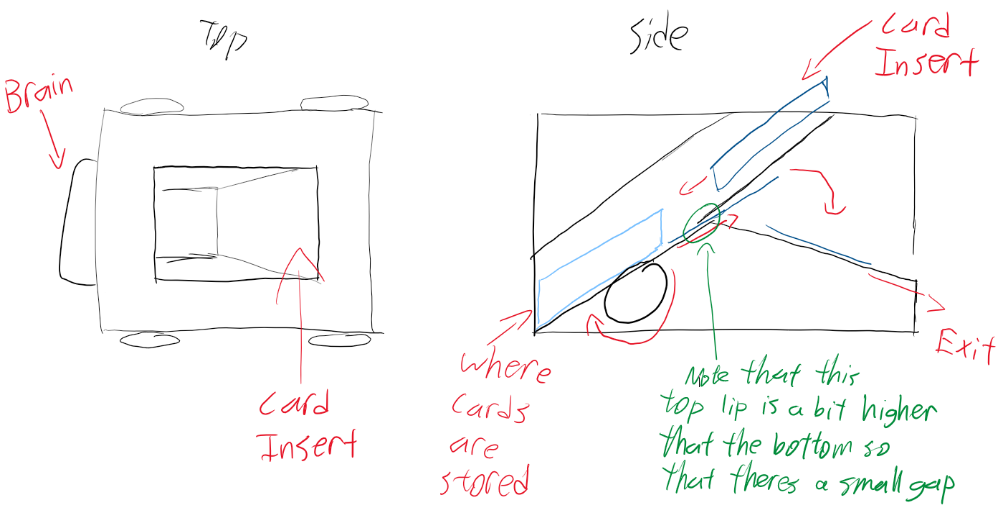 Top
Brain
Card
Insert
Side
Card
Insert
where
cards
are
stored
Note that this
top lip is a bit higher
that the bottom so
that theres a small gap
Exit